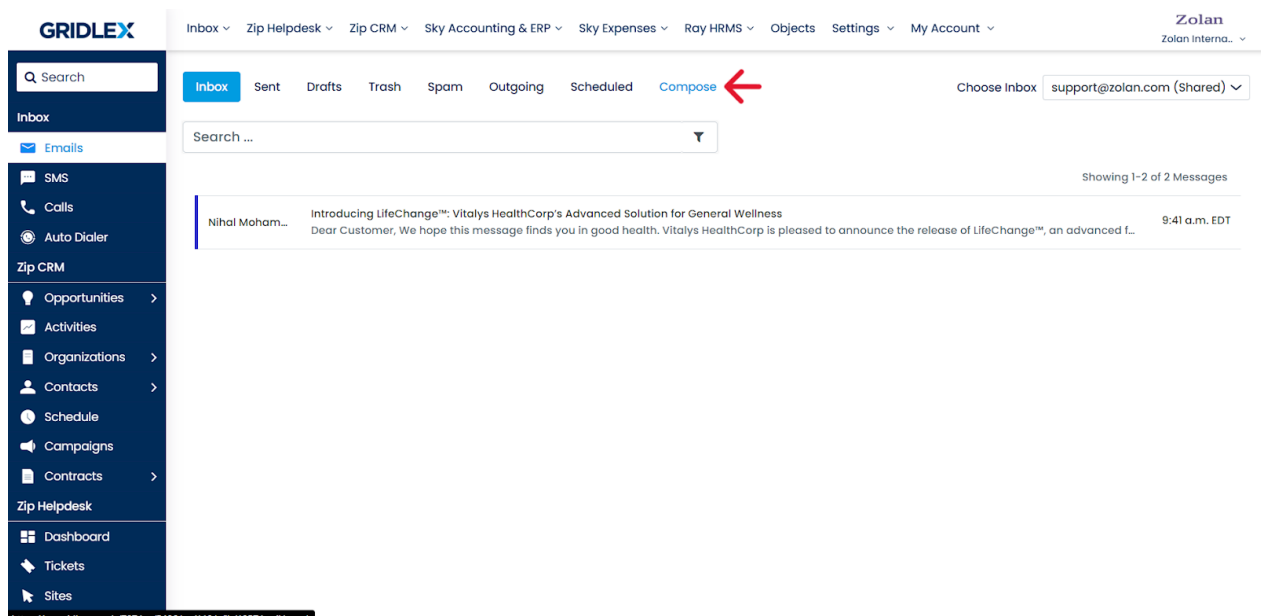 GRIDLEX
Inbox Zip Helpdesk Zip CRM Sky Accounting & ERP Sky Expenses Ray HRMS Objects Settings My Account
Zolan
Zolan Interna..
Search
Inbox
Emails
SMS
Calls
Auto Dialer
Zip CRM
Opportunities
Activities
Organizations
Contacts
Schedule
Campaigns
Contracts
Zip Helpdesk
Dashboard
Tickets
Sites
Inbox Sent Drafts Trash Spam Outgoing Scheduled Compose
Choose Inbox support@zolan.com (Shared)
Search ...
Showing 1-2 of 2 Messages
Nihal Moham...
Introducing LifeChange™: Vitalys HealthCorp's Advanced Solution for General Wellness
Dear Customer, We hope this message finds you in good health. Vitalys HealthCorp is pleased to announce the release of LifeChange™, an advanced f...
9:41 a.m. EDT